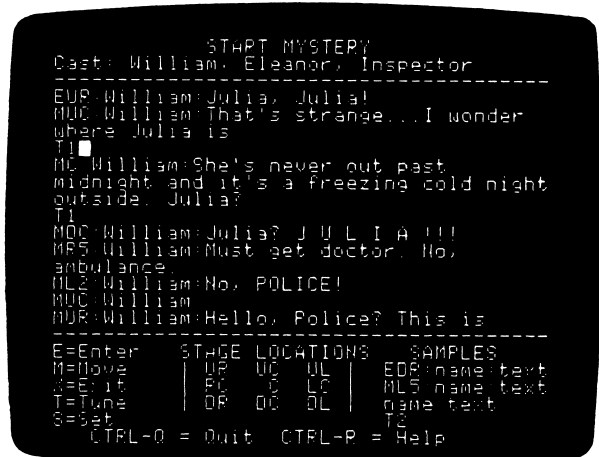 START MYSTERY
Cast: William, Eleanor, Inspector
EUR:William:Julia, Julia!
MUC:William:That's strange...I wonder
where Julia is
T1
MC:William:She's never out past
midnight and it's a freezing cold night
outside. Julia?
T1
MDC:William:Julia? J U L I A !!!
MR5:William:Must get doctor. No,
ambulance.
ML2:William:No, POLICE!
MUC:William
MUR:William:Hello, Police? This is
E=Enter STAGE LOCATIONS SAMPLES
M=Move | UR UC UL | EDR:name:text
X=Exit | RC C LC | ML5:name:text
T=Tune | DR DC DL | name:text
S=Set T2
CTRL-Q = Quit CTRL-R = Help